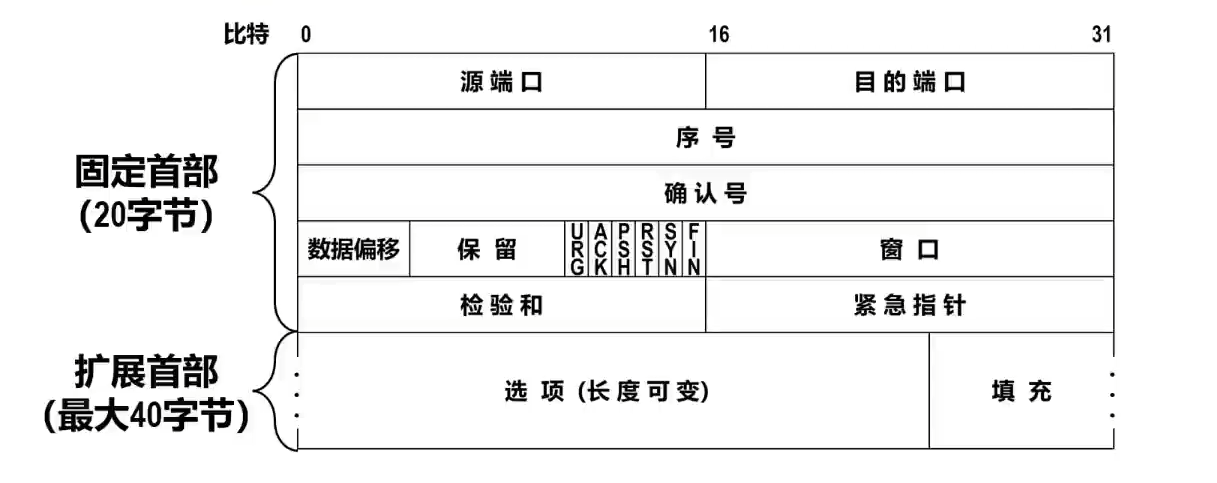 比特 0 16 31
源端口 目的端口
序号
确认号
固定首部
(20字节)
数据偏移 保留 URG ACK PSH RST SYN FIN 窗口
检验和 紧急指针
扩展首部
(最大40字节)
选项 (长度可变) 填充